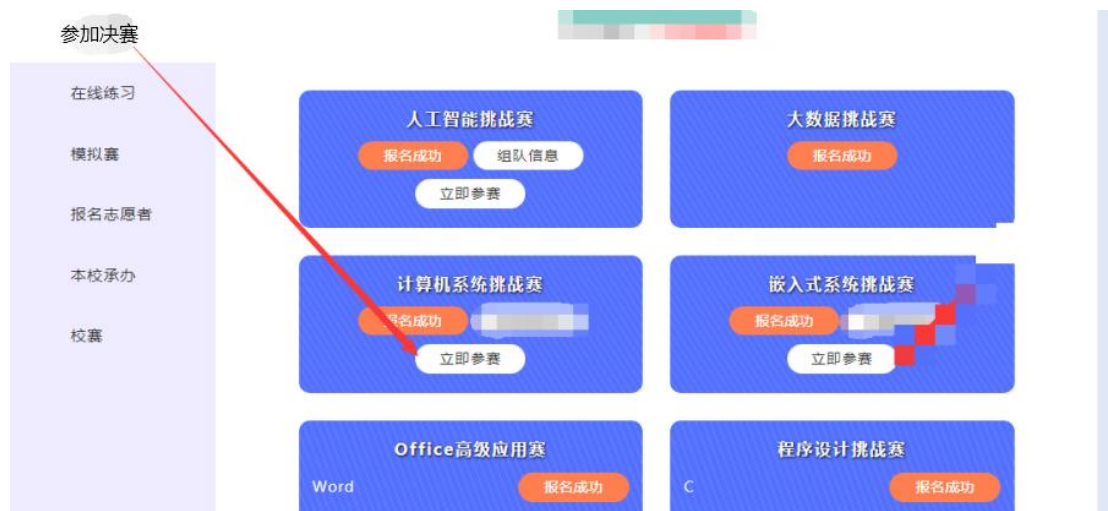 参加决赛
在线练习
模拟赛
报名志愿者
本校承办
校赛
人工智能挑战赛
报名成功 组队信息
立即参赛
大数据挑战赛
报名成功
计算机系统挑战赛
报名成功
立即参赛
嵌入式系统挑战赛
报名成功
立即参赛
Office高级应用赛
Word 报名成功
程序设计挑战赛
C 报名成功